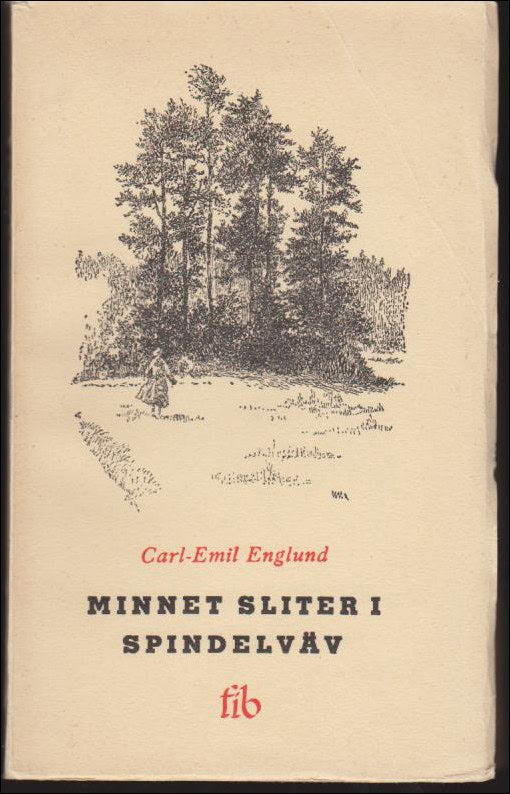 Carl-Emil Englund
MINNET SLITER I
SPINDELVÄV
fib